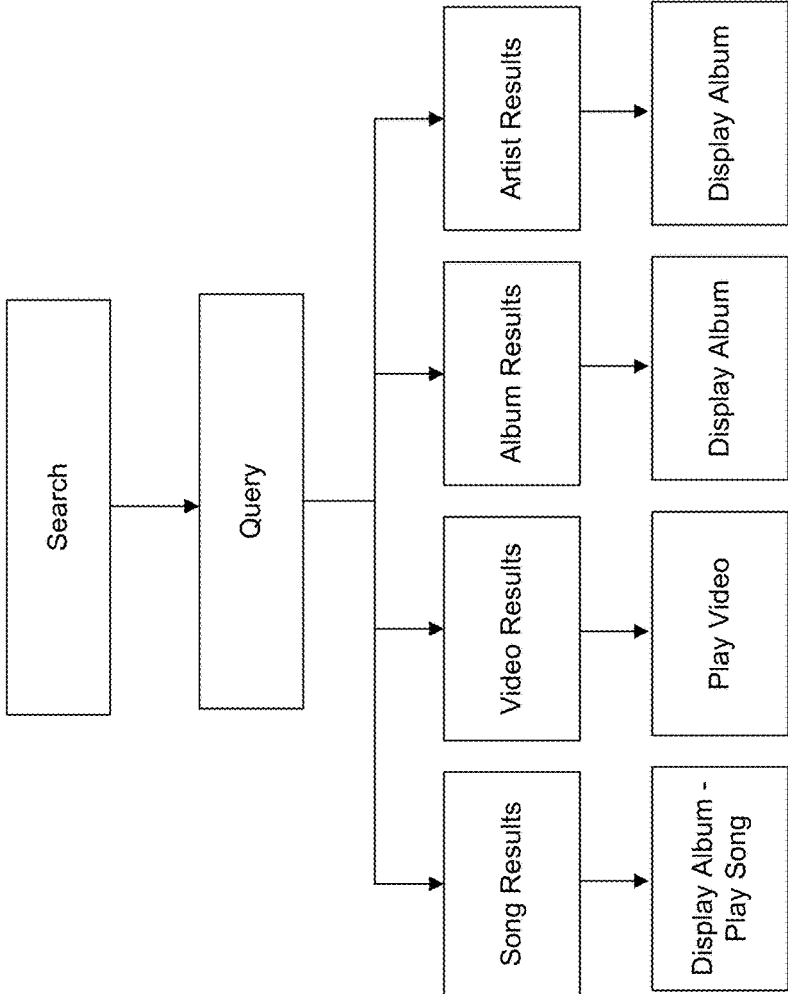 Search
Query
Song Results
Video Results
Album Results
Artist Results
Display Album -
Play Song
Play Video
Display Album
Display Album